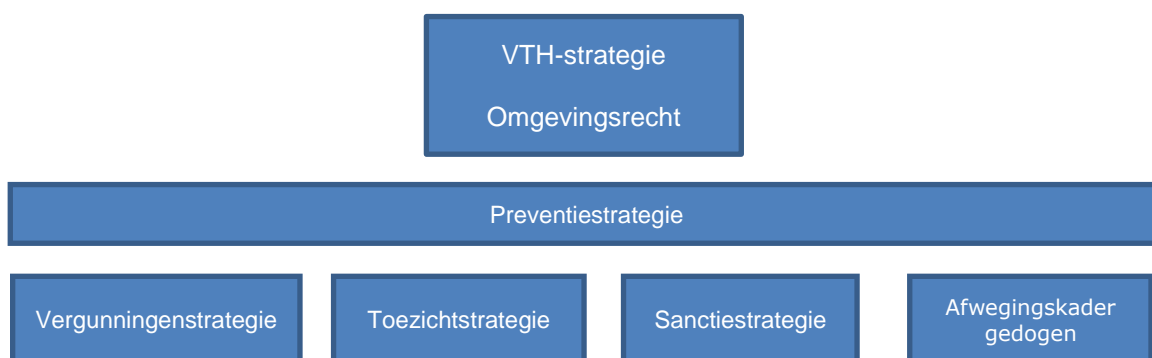 VTH-strategie
Omgevingsrecht
Preventiestrategie
Vergunningenstrategie
Toezichtstrategie
Sanctiestrategie
Afwegingskader
gedogen